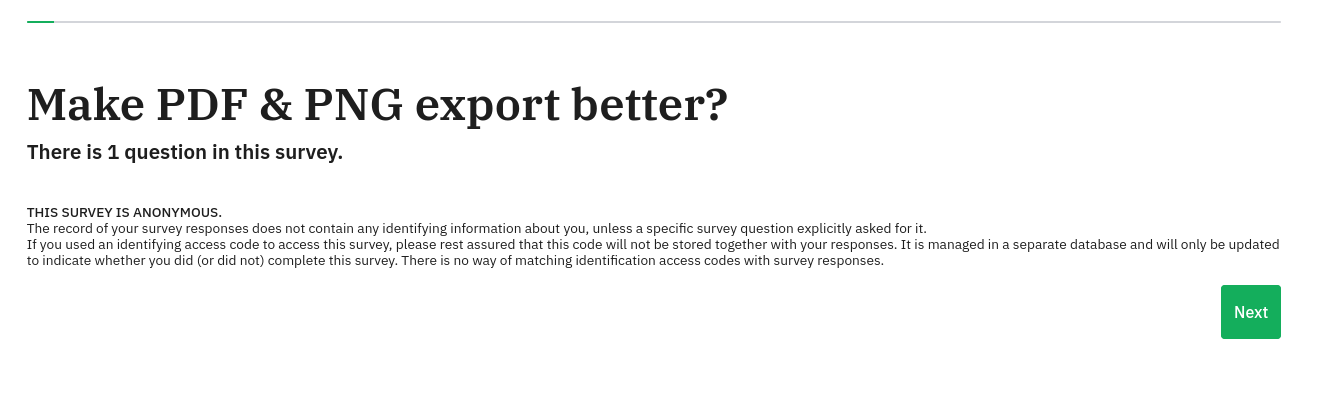 Make PDF & PNG export better?
There is 1 question in this survey.
THIS SURVEY IS ANONYMOUS.
The record of your survey responses does not contain any identifying information about you, unless a specific survey question explicitly asked for it.
If you used an identifying access code to access this survey, please rest assured that this code will not be stored together with your responses. It is managed in a separate database and will only be updated
to indicate whether you did (or did not) complete this survey. There is no way of matching identification access codes with survey responses.
Next